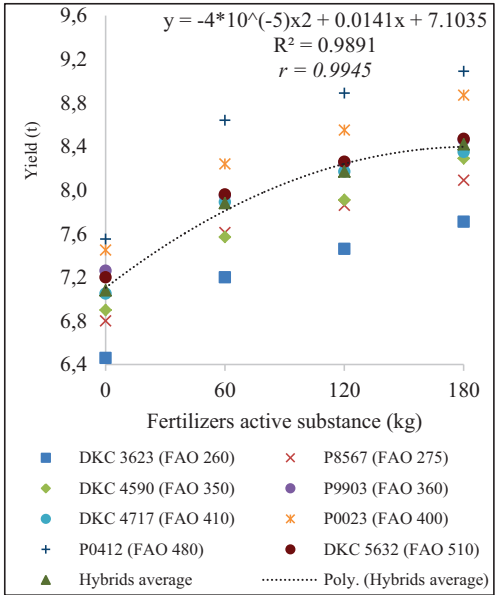 y = -4*10^(-5)x2 + 0.0141x + 7.1035
R² = 0.9891
r = 0.9945
Yield (t)
9,6
9,2
8,8
8,4
8,0
7,6
7,2
6,8
6,4
0 60 120 180
Fertilizers active substance (kg)
DKC 3623 (FAO 260) P8567 (FAO 275)
DKC 4590 (FAO 350) P9903 (FAO 360)
DKC 4717 (FAO 410) P0023 (FAO 400)
P0412 (FAO 480) DKC 5632 (FAO 510)
Hybrids average Poly. (Hybrids average)